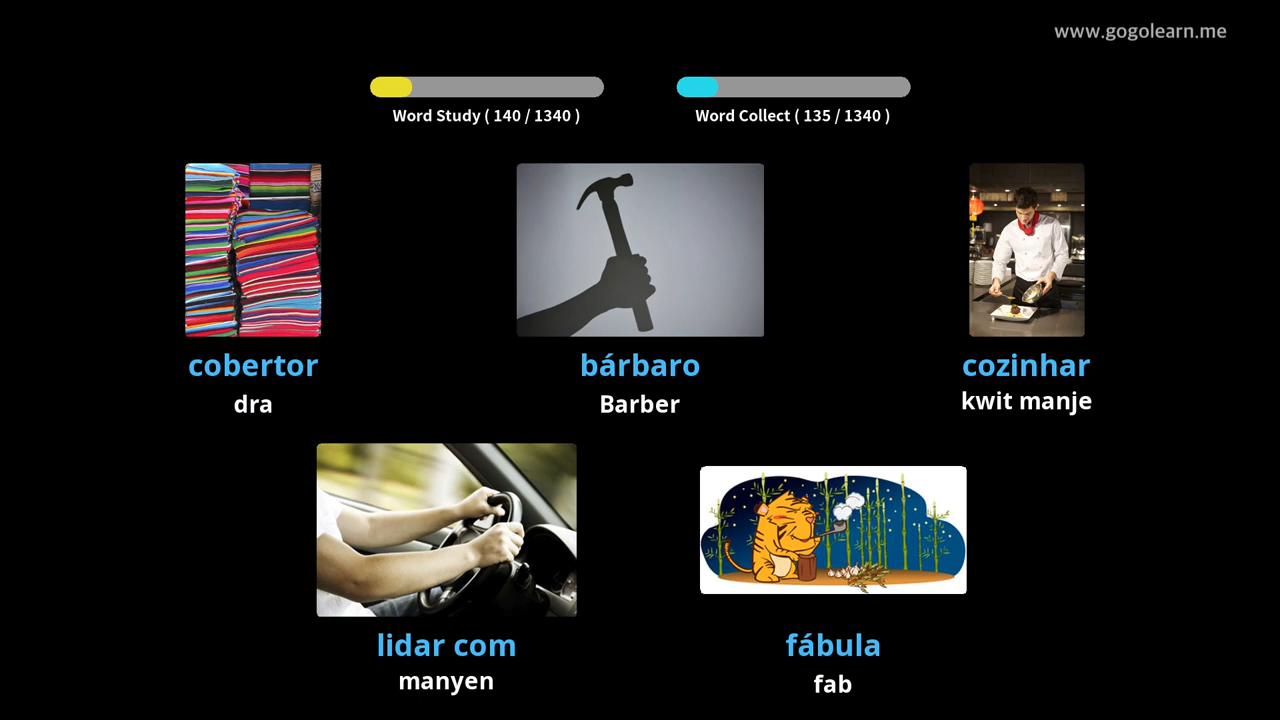 www.gogolearn.me
Word Study ( 140 / 1340 )
Word Collect ( 135 / 1340 )
cobertor
dra
bárbaro
Barber
cozinhar
kwit manje
lidar com
manyen
fábula
fab